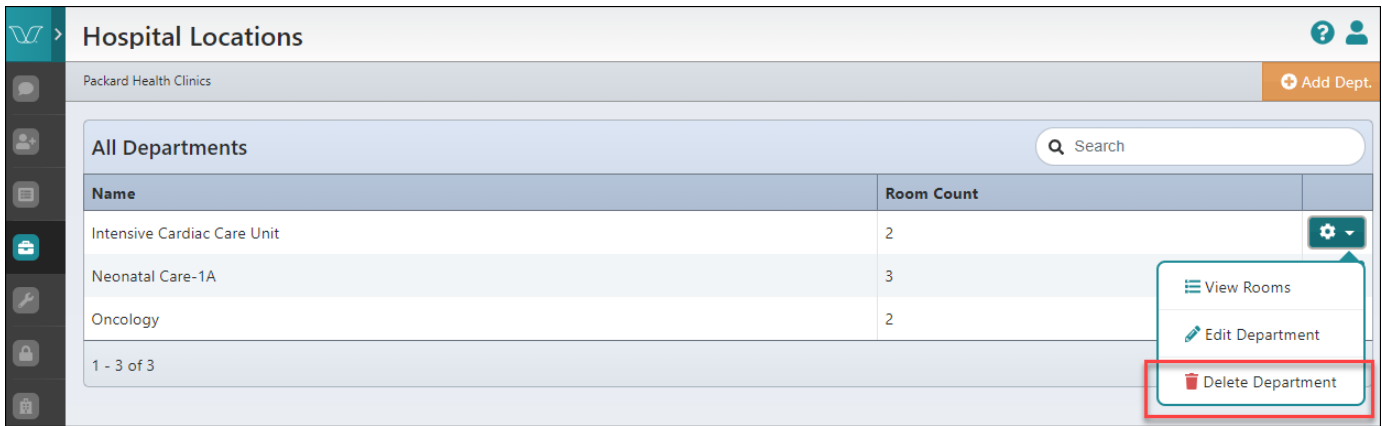 Hospital Locations
Packard Health Clinics
Add Dept.
All Departments
Search
Name Room Count
Intensive Cardiac Care Unit 2
Neonatal Care-1A 3
Oncology 2
1 - 3 of 3
View Rooms
Edit Department
Delete Department